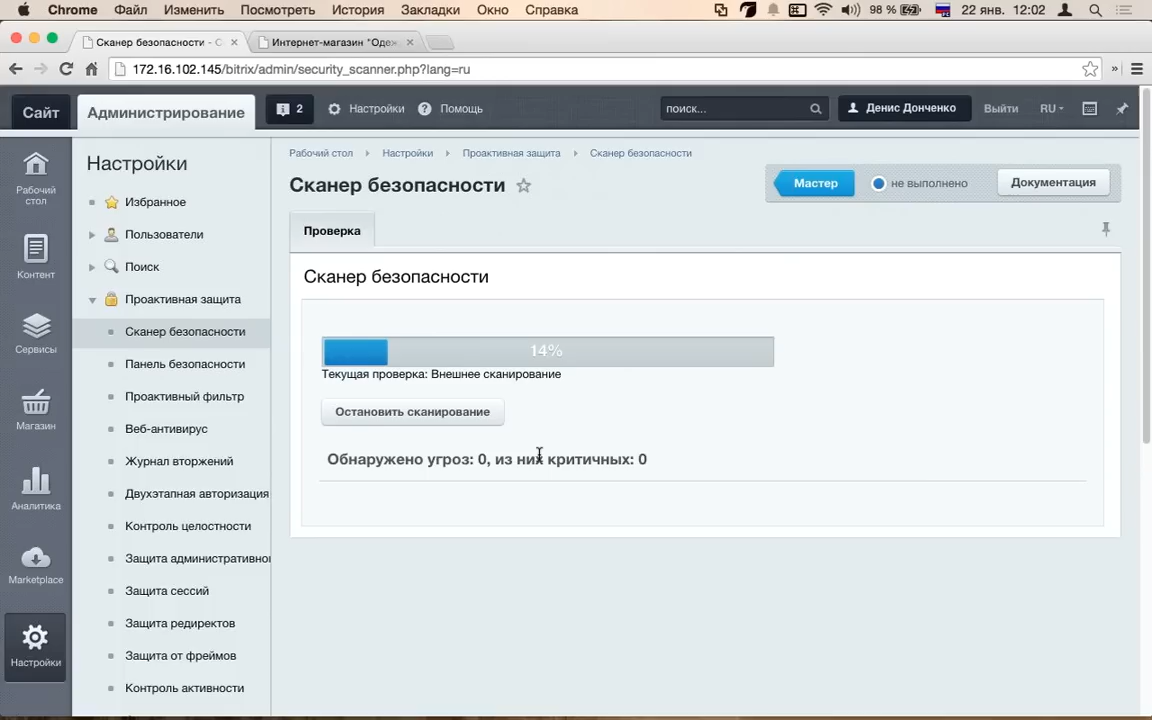 Chrome Файл Изменить Посмотреть История Закладки Окно Справка 98 % 22 янв. 12:02
Сканер безопасности - С Интернет-магазин "Одеж
172.16.102.145/bitrix/admin/security_scanner.php?lang=ru
Сайт Администрирование 2 Настройки Помощь поиск... Денис Донченко Выйти RU
Рабочий стол Настройки Проактивная защита Сканер безопасности
Сканер безопасности
Мастер не выполнено Документация
Проверка
Сканер безопасности
14%
Текущая проверка: Внешнее сканирование
Остановить сканирование
Обнаружено угроз: 0, из них критичных: 0
Рабочий
стол
Контент
Сервисы
Магазин
Аналитика
Marketplace
Настройки
Настройки
Избранное
Пользователи
Поиск
Проактивная защита
Сканер безопасности
Панель безопасности
Проактивный фильтр
Веб-антивирус
Журнал вторжений
Двухэтапная авторизация
Контроль целостности
Защита административно
Защита сессий
Защита редиректов
Защита от фреймов
Контроль активности